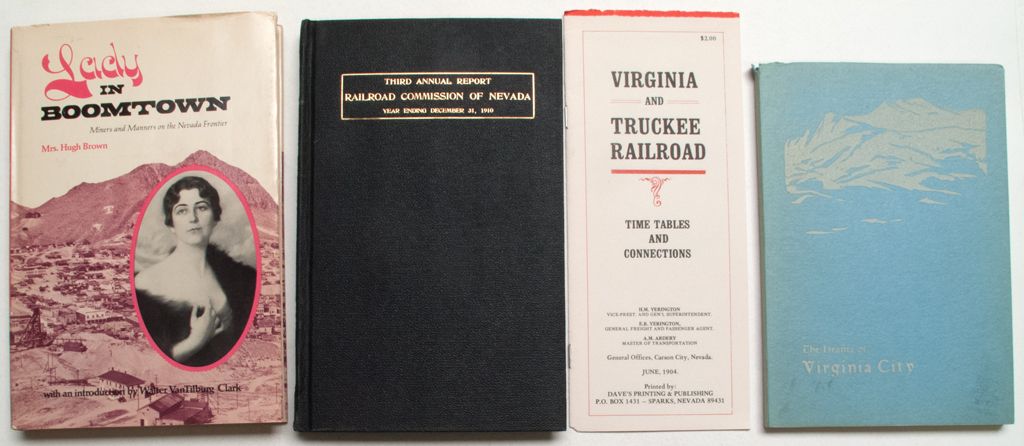 Lady
IN
BOOMTOWN
Miners and Manners on the Nevada Frontier
Mrs. Hugh Brown
with an introduction by Walter VanTilburg Clark
THIRD ANNUAL REPORT
RAILROAD COMMISSION OF NEVADA
YEAR ENDING DECEMBER 31, 1910
$2.00
VIRGINIA
AND
TRUCKEE
RAILROAD
TIME TABLES
AND
CONNECTIONS
H.M. YERINGTON
VICE-PREST. AND GEN'L SUPERINTENDENT.
E.B. YERINGTON,
GENERAL FREIGHT AND PASSENGER AGENT.
A.M. ARDERY
MASTER OF TRANSPORTATION
General Offices, Carson City, Nevada.
JUNE, 1904.
Printed by:
DAVE'S PRINTING & PUBLISHING
P.O. BOX 1431 – SPARKS, NEVADA 89431
The Drama of
Virginia City